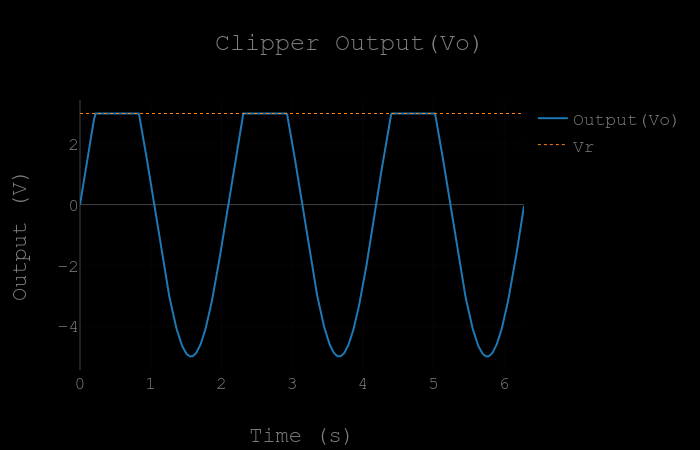 Clipper Output(Vo)
Output(Vo)
Vr
Output (V)
2
0
−2
−4
0 1 2 3 4 5 6
Time (s)